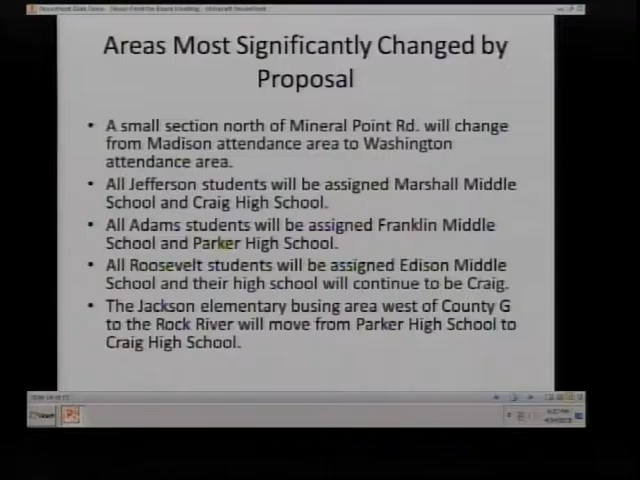 Areas Most Significantly Changed by
Proposal
• A small section north of Mineral Point Rd. will change
from Madison attendance area to Washington
attendance area.
• All Jefferson students will be assigned Marshall Middle
School and Craig High School.
• All Adams students will be assigned Franklin Middle
School and Parker High School.
• All Roosevelt students will be assigned Edison Middle
School and their high school will continue to be Craig.
• The Jackson elementary busing area west of County G
to the Rock River will move from Parker High School to
Craig High School.